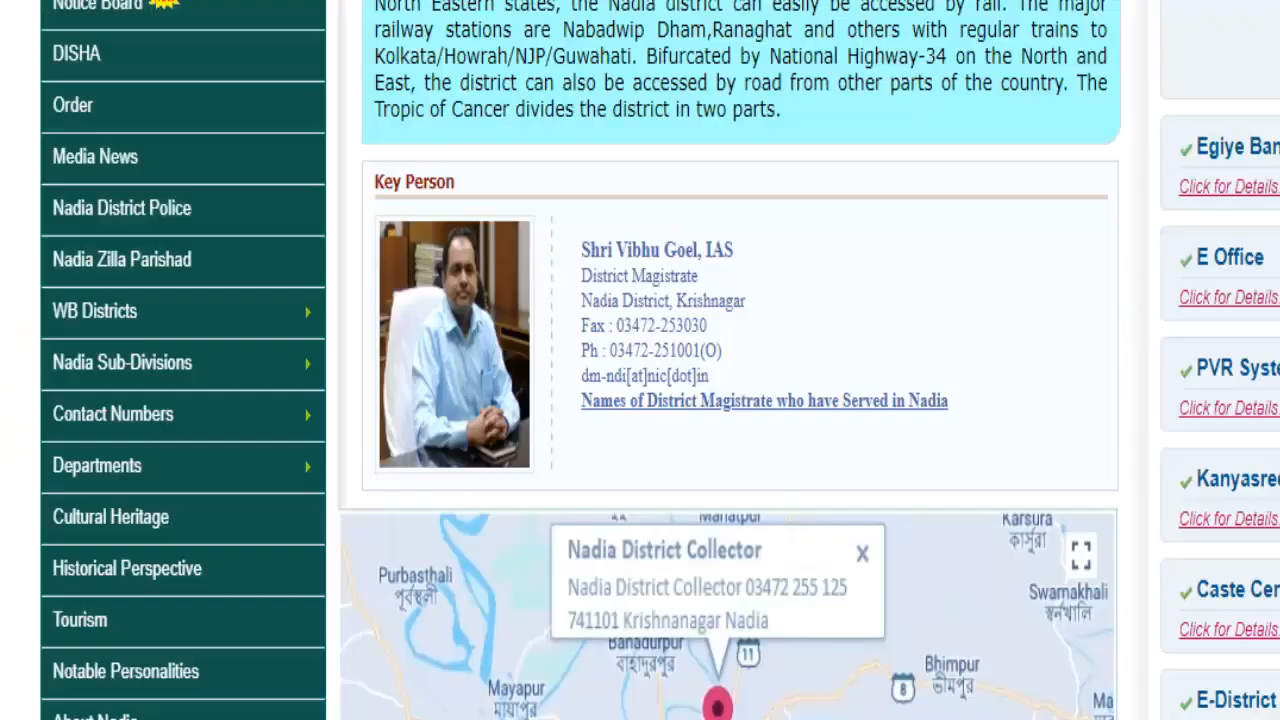 Notice Board
DISHA
Order
Media News
Nadia District Police
Nadia Zilla Parishad
WB Districts
Nadia Sub-Divisions
Contact Numbers
Departments
Cultural Heritage
Historical Perspective
Tourism
Notable Personalities
About Nadia
North Eastern states, the Nadia district can easily be accessed by rail. The major
railway stations are Nabadwip Dham,Ranaghat and others with regular trains to
Kolkata/Howrah/NJP/Guwahati. Bifurcated by National Highway-34 on the North and
East, the district can also be accessed by road from other parts of the country. The
Tropic of Cancer divides the district in two parts.
Key Person
Shri Vibhu Goel, IAS
District Magistrate
Nadia District, Krishnagar
Fax : 03472-253030
Ph : 03472-251001(O)
dm-ndi[at]nic[dot]in
Names of District Magistrate who have Served in Nadia
Nadia District Collector
Nadia District Collector 03472 255 125
741101 Krishnanagar Nadia
Purbasthali
পূর্বস্থলী
Karsura
কার্সুরা
Swarnakhali
স্বর্নখালি
Bahadurpur
বাহাদুরপুর
11
Bhimpur
ভীমপুর
8
Mayapur
মায়াপুর
Ma
Egiye Ban
Click for Details
E Office
Click for Details
PVR Syste
Click for Details
Kanyasree
Click for Details
Caste Cer
Click for Details
E-District